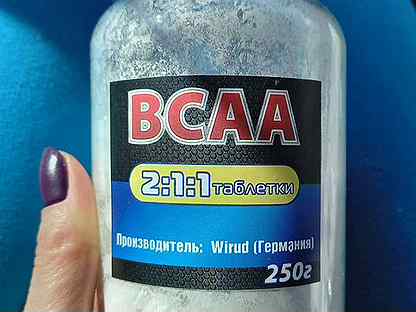 BCAA
2:1:1 таблетки
Производитель: Wirud (Германия)
250г